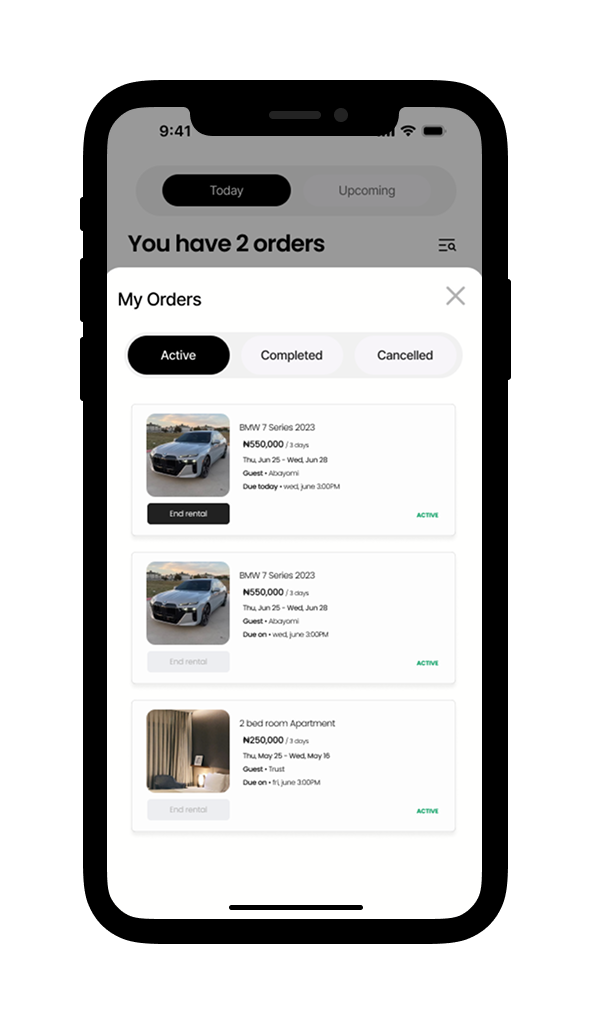 9:41
Today
Upcoming
You have 2 orders
My Orders
Active
Completed
Cancelled
BMW 7 Series 2023
₦550,000 / 3 days
Thu, Jun 25 - Wed, Jun 28
Guest • Abayomi
Due today • wed, june 3:00PM
End rental
ACTIVE
BMW 7 Series 2023
₦550,000 / 3 days
Thu, Jun 25 - Wed, Jun 28
Guest • Abayomi
Due on • wed, june 3:00PM
End rental
ACTIVE
2 bed room Apartment
₦250,000 / 3 days
Thu, May 25 - Wed, May 16
Guest • Trust
Due on • fri, june 3:00PM
End rental
ACTIVE